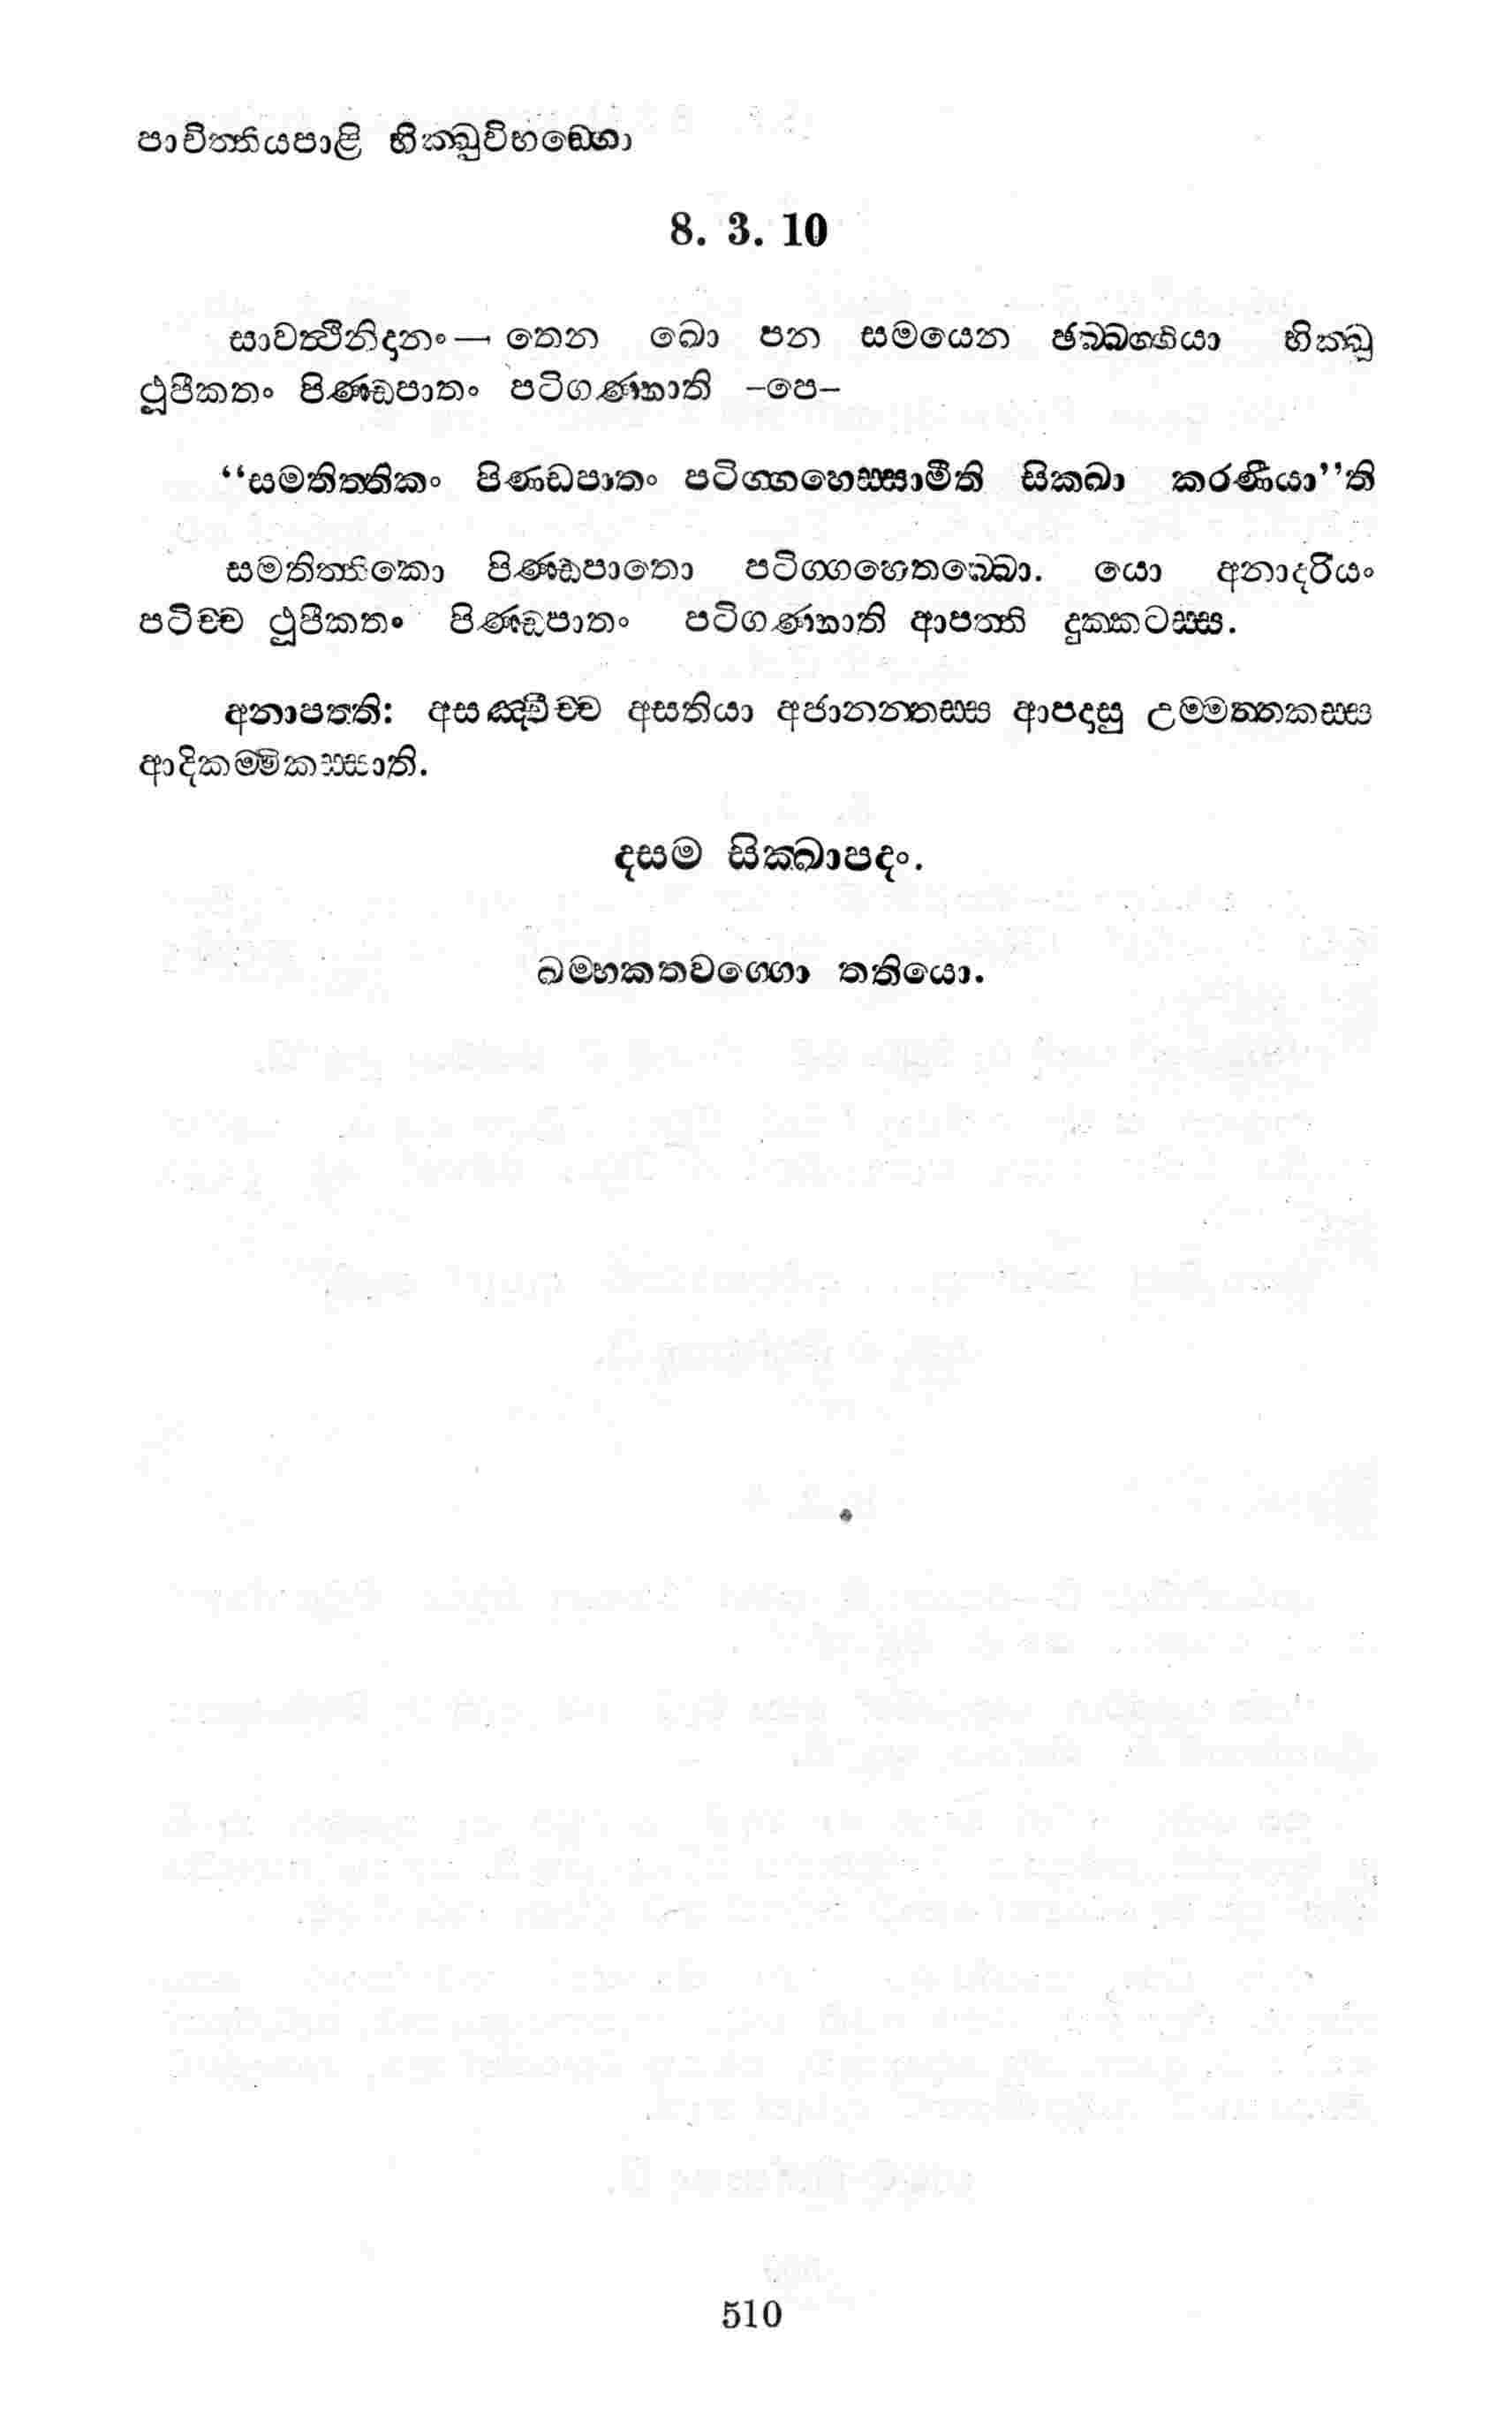 පාචිත්තියපාළි භික්ඛුවිභඞ්ගො
8. 3. 10
සාවත්ථිනිදානං — තෙන ඛො පන සමයෙන ඡබ්බග්ගියා භික්ඛූ
ථූපීකතං පිණ්ඩපාතං පටිගණ්හාති –පෙ–
“සමතිත්තිකං පිණ්ඩපාතං පටිග්ගහෙස්සාමීති සික්ඛා කරණීයා”ති
සමතිත්තිකො පිණ්ඩපාතො පටිග්ගහෙතබ්බො. යො අනාදරියං
පටිච්ච ථූපීකතං පිණ්ඩපාතං පටිගණ්හාති ආපත්ති දුක්කටස්ස.
අනාපත්ති: අසඤ්චිච්ච අසතියා අජානන්තස්ස ආපදාසු උම්මත්තකස්ස
ආදිකම්මිකස්සාති.
දසම සික්ඛාපදං.
ඛම්භකතවග්ගො තතියො.
510